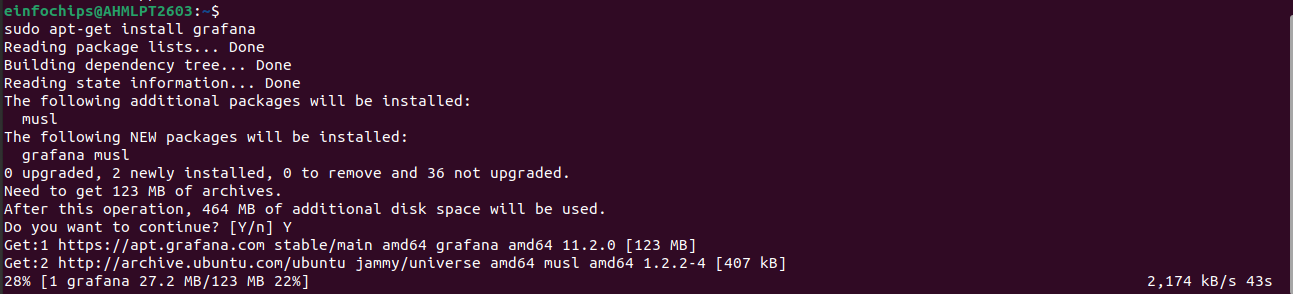 einfochips@AHMLPT2603:~$
sudo apt-get install grafana
Reading package lists... Done
Building dependency tree... Done
Reading state information... Done
The following additional packages will be installed:
  musl
The following NEW packages will be installed:
  grafana musl
0 upgraded, 2 newly installed, 0 to remove and 36 not upgraded.
Need to get 123 MB of archives.
After this operation, 464 MB of additional disk space will be used.
Do you want to continue? [Y/n] Y
Get:1 https://apt.grafana.com stable/main amd64 grafana amd64 11.2.0 [123 MB]
Get:2 http://archive.ubuntu.com/ubuntu jammy/universe amd64 musl amd64 1.2.2-4 [407 kB]
28% [1 grafana 27.2 MB/123 MB 22%] 2,174 kB/s 43s